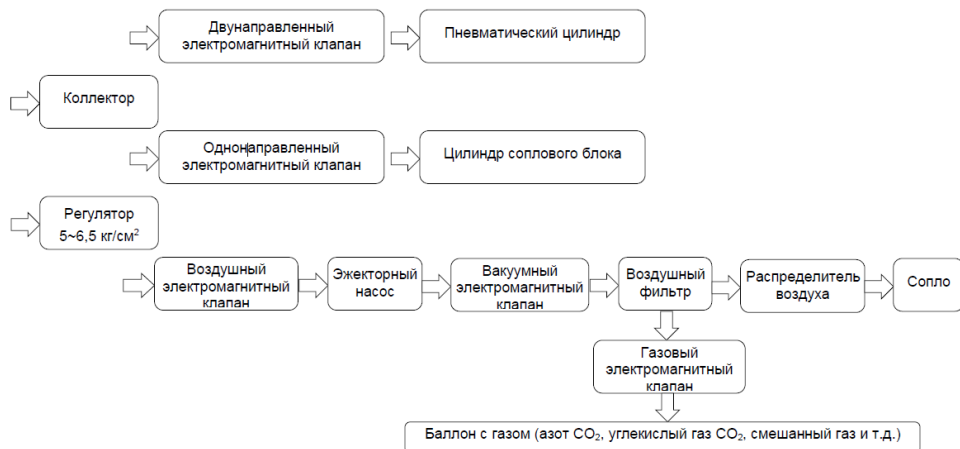 Двунаправленный
электромагнитный клапан
Пневматический цилиндр
Коллектор
Однонаправленный
электромагнитный клапан
Цилиндр соплового блока
Регулятор
5~6,5 кг/см²
Воздушный
электромагнитный
клапан
Эжекторный
насос
Вакуумный
электромагнитный
клапан
Воздушный
фильтр
Распределитель
воздуха
Сопло
Газовый
электромагнитный
клапан
Баллон с газом (азот CO₂, углекислый газ CO₂, смешанный газ и т.д.)